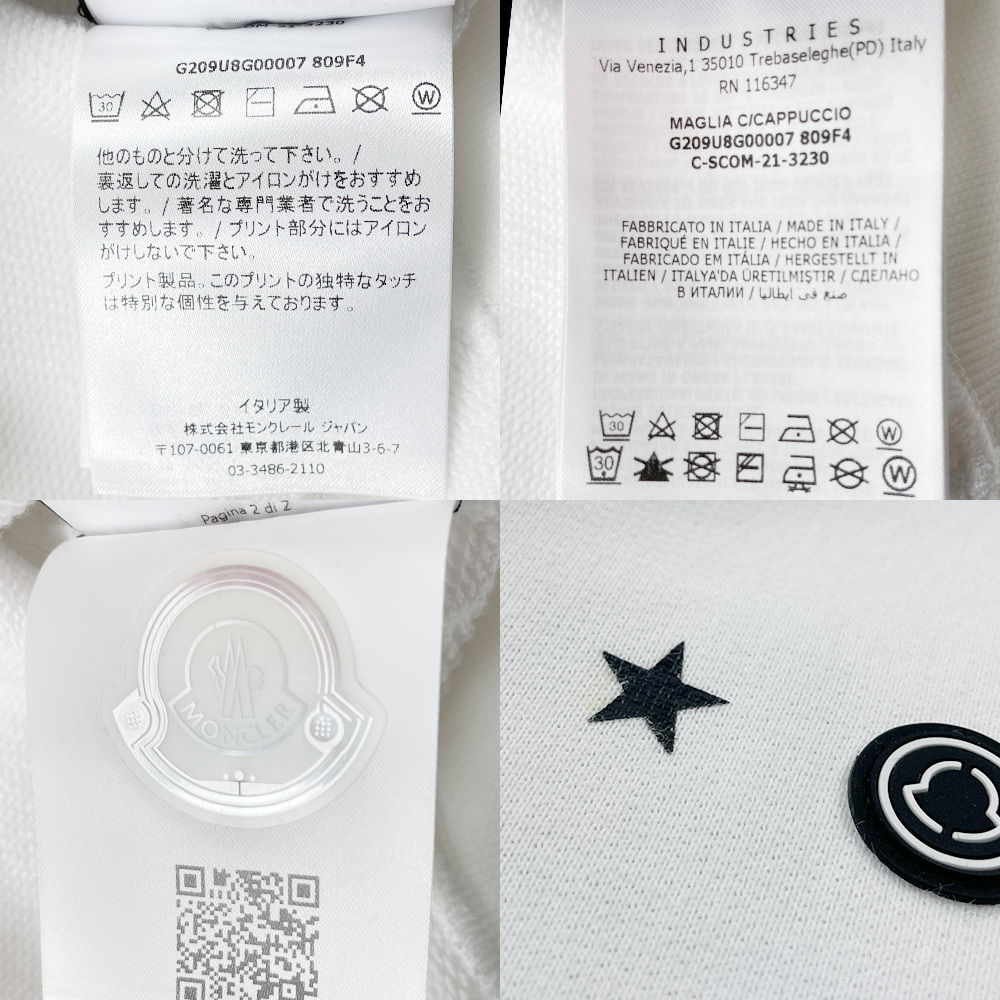 21-3230
G209U8G00007 809F4
30
W
他のものと分けて洗って下さい。 /
裏返しての洗濯とアイロンがけをおすすめ
します。 / 著名な専門業者で洗うことをお
すすめします。 / プリント部分にはアイロン
がけしないで下さい。
プリント製品。このプリントの独特なタッチ
は特別な個性を与えております。
イタリア製
株式会社モンクレール ジャパン
〒107-0061 東京都港区北青山3-6-7
03-3486-2110
INDUSTRIES
Via Venezia,1 35010 Trebaseleghe(PD) Italy
RN 116347
MAGLIA C/CAPPUCCIO
G209U8G00007 809F4
C-SCOM-21-3230
FABBRICATO IN ITALIA / MADE IN ITALY /
FABRIQUÉ EN ITALIE / HECHO EN ITALIA /
FABRICADO EM ITÁLIA / HERGESTELLT IN
ITALIEN / ITALYA'DA ÜRETILMIŞTIR / СДЕЛАНО
В ИТАЛИИ / صنع في ايطاليا
30 W
30 W
Pagina 2 di 2
MONCLER